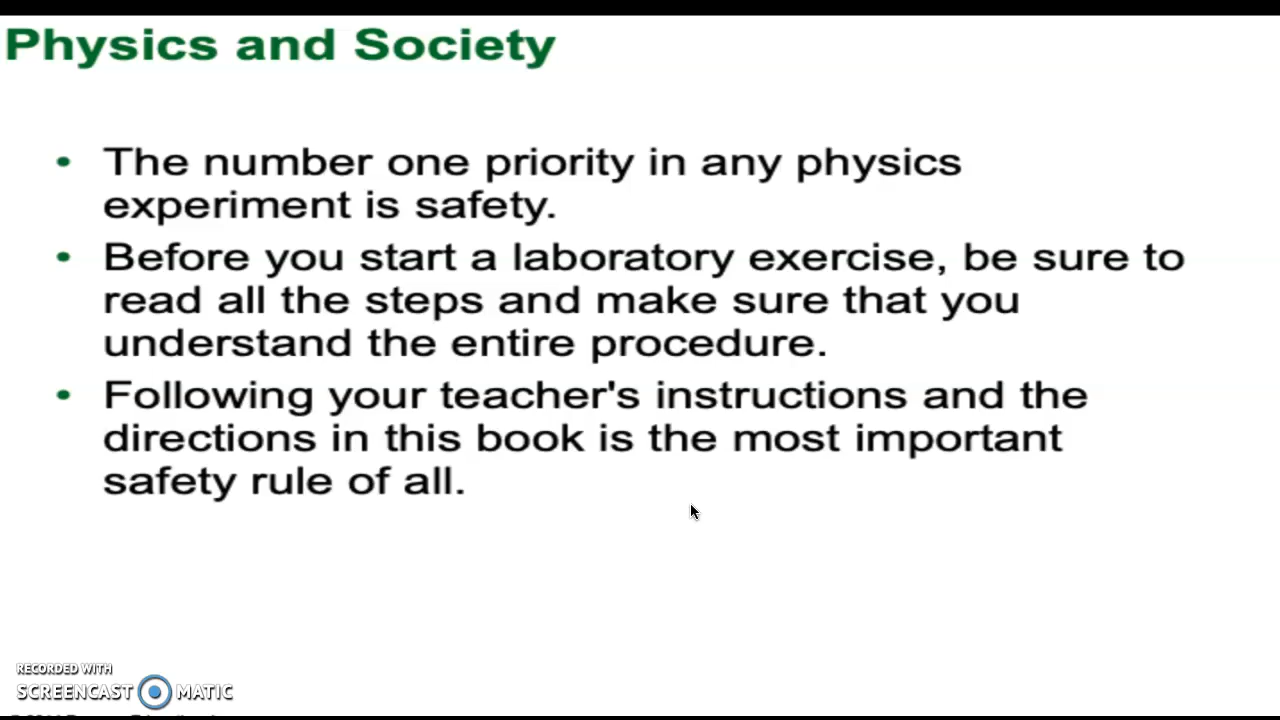 Physics and Society
• The number one priority in any physics
experiment is safety.
• Before you start a laboratory exercise, be sure to
read all the steps and make sure that you
understand the entire procedure.
• Following your teacher's instructions and the
directions in this book is the most important
safety rule of all.
RECORDED WITH
SCREENCAST MATIC